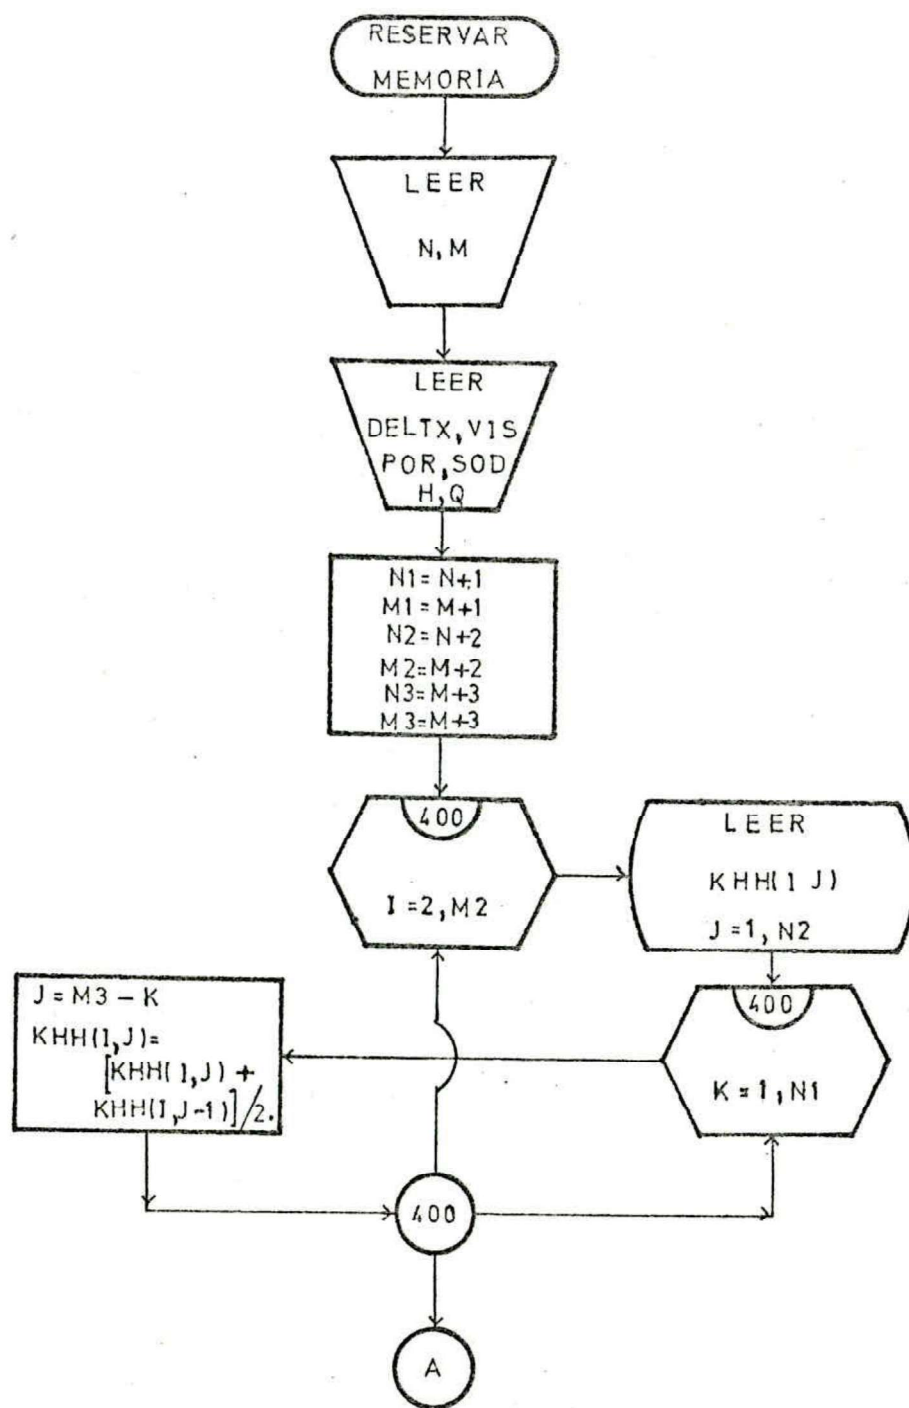 RESERVAR
MEMORIA
LEER
N,M
LEER
DELTX,VIS
POR,SOD
H,Q
N1=N+1
M1=M+1
N2=N+2
M2=M+2
N3=M+3
M3=M+3
400
I=2,M2
LEER
KHH(I J)
J=1,N2
400
K=1,N1
J=M3-K
KHH(I,J)=
[KHH(I,J)+
KHH(I,J-1)]/2.
400
A